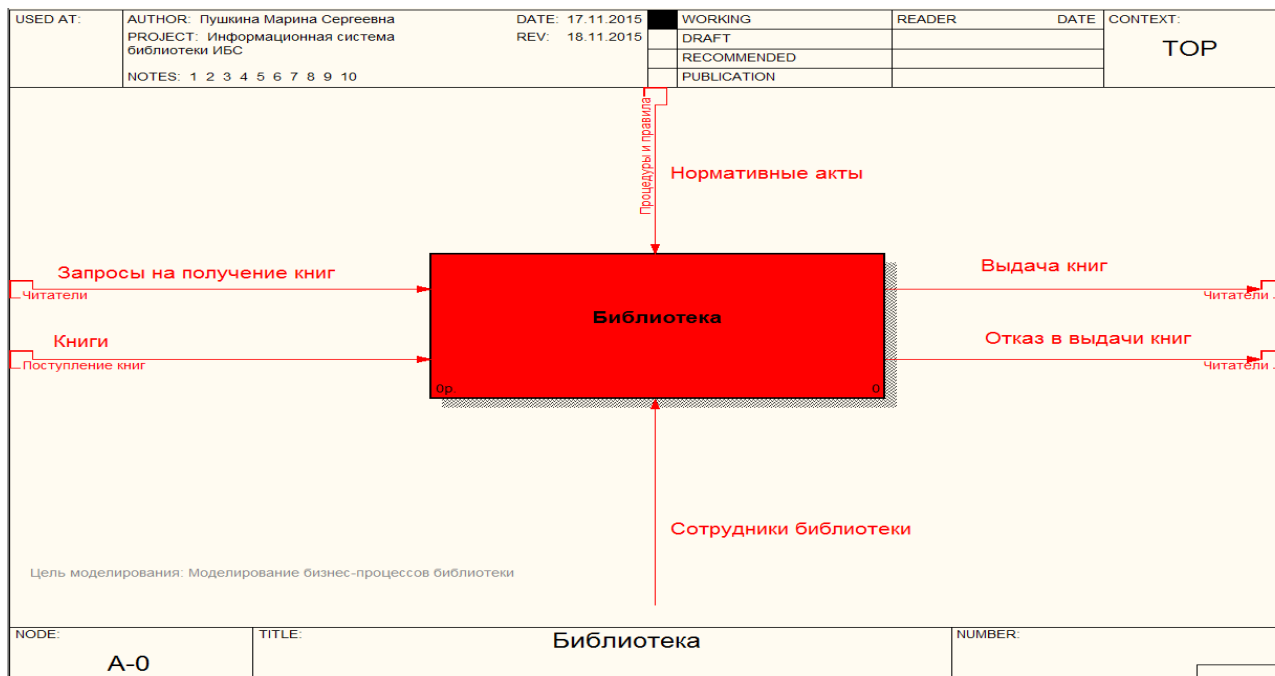 USED AT:
AUTHOR: Пушкина Марина Сергеевна
DATE: 17.11.2015
PROJECT: Информационная система
библиотеки ИБС
REV: 18.11.2015
NOTES: 1 2 3 4 5 6 7 8 9 10
WORKING
DRAFT
RECOMMENDED
PUBLICATION
READER
DATE
CONTEXT:
TOP
Процедуры и правила
Нормативные акты
Запросы на получение книг
Читатели
Книги
Поступление книг
Библиотека
0р.
0
Выдача книг
Читатели
Отказ в выдачи книг
Читатели
Сотрудники библиотеки
Цель моделирования: Моделирование бизнес-процессов библиотеки
NODE:
A-0
TITLE:
Библиотека
NUMBER: